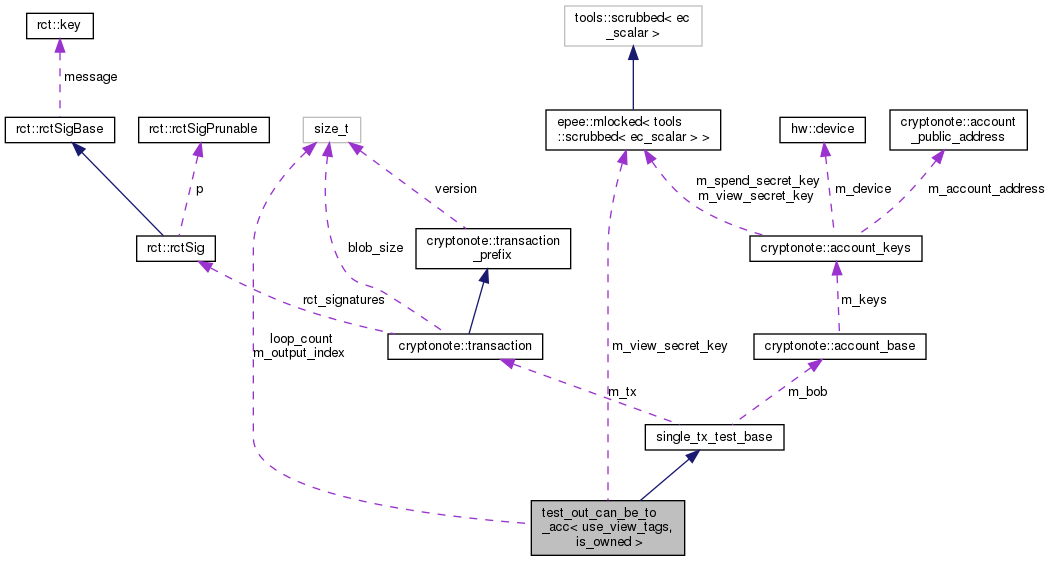 rct::key
tools::scrubbed< ec
_scalar >
message
rct::rctSigBase
rct::rctSigPrunable
size_t
epee::mlocked< tools
::scrubbed< ec_scalar > >
hw::device
cryptonote::account
_public_address
p
version
m_spend_secret_key
m_view_secret_key
m_device
m_account_address
rct::rctSig
blob_size
cryptonote::transaction
_prefix
cryptonote::account_keys
rct_signatures
m_keys
loop_count
m_output_index
cryptonote::transaction
m_view_secret_key
cryptonote::account_base
m_tx
m_bob
single_tx_test_base
test_out_can_be_to
_acc< use_view_tags,
is_owned >